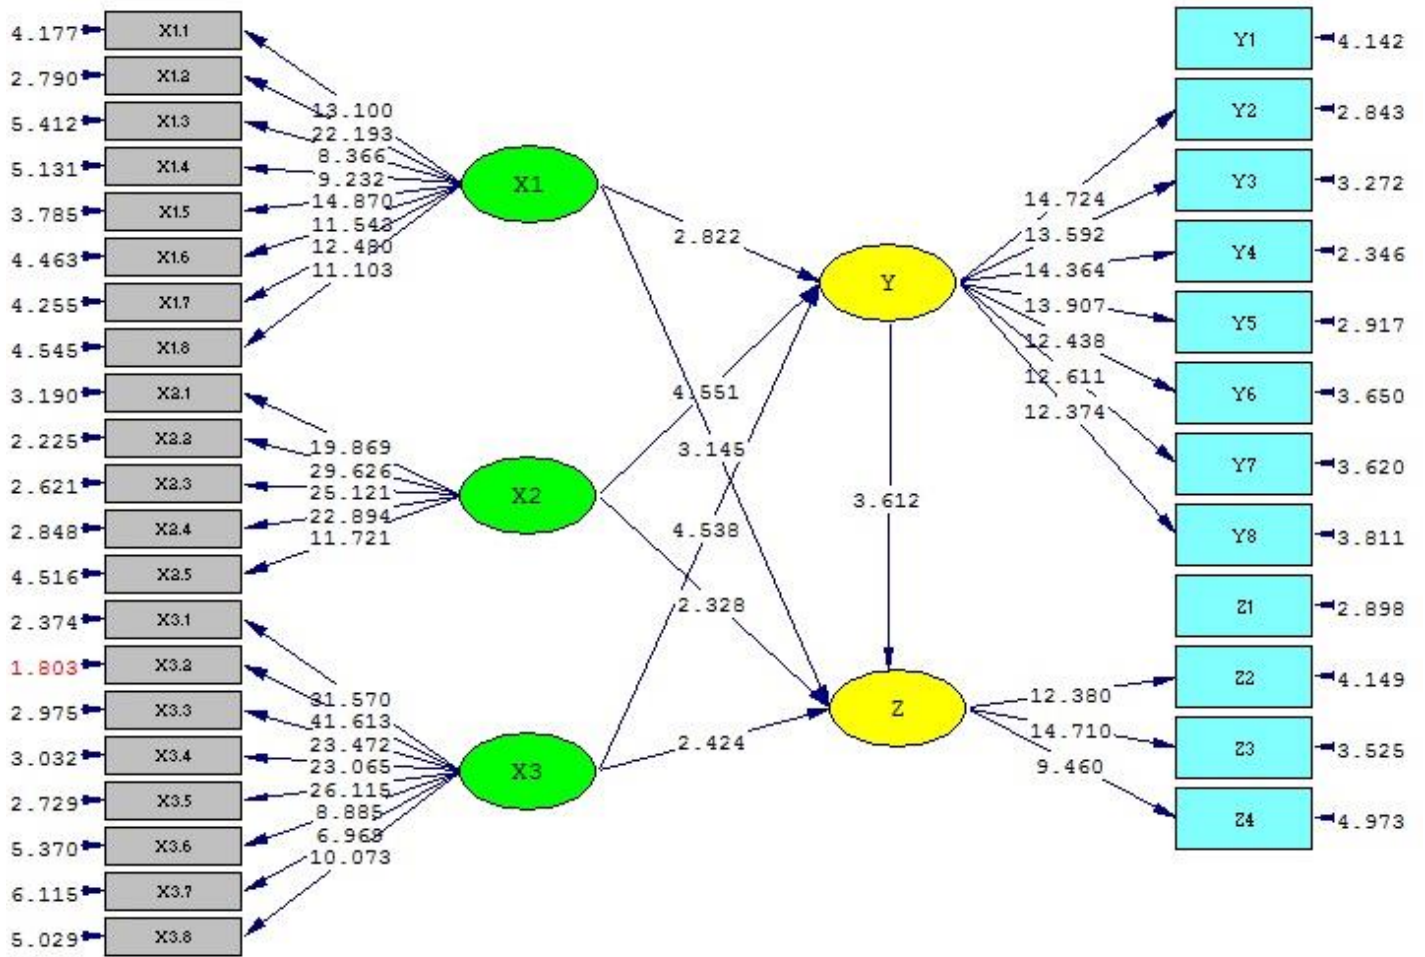 4.177 X1.1
2.790 X1.2
5.412 X1.3
5.131 X1.4
3.785 X1.5
4.463 X1.6
4.255 X1.7
4.545 X1.8
3.190 X2.1
2.225 X2.2
2.621 X2.3
2.848 X2.4
4.516 X2.5
2.374 X3.1
1.803 X3.2
2.975 X3.3
3.032 X3.4
2.729 X3.5
5.370 X3.6
6.115 X3.7
5.029 X3.8
13.100
22.193
8.366
9.232
14.870
11.543
12.480
11.103
19.869
29.626
25.121
22.894
11.721
31.570
41.613
23.472
23.065
26.115
8.885
6.969
10.073
X1
X2
X3
2.822
4.551
3.145
4.538
2.328
2.424
Y
3.612
Z
14.724
13.592
14.364
13.907
12.438
12.611
12.374
12.380
14.710
9.460
Y1 4.142
Y2 2.843
Y3 3.272
Y4 2.346
Y5 2.917
Y6 3.650
Y7 3.620
Y8 3.811
Z1 2.898
Z2 4.149
Z3 3.525
Z4 4.973